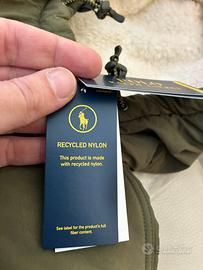 RECYCLED NYLON
This product is made
with recycled nylon.
See label for the product's full
fiber content.